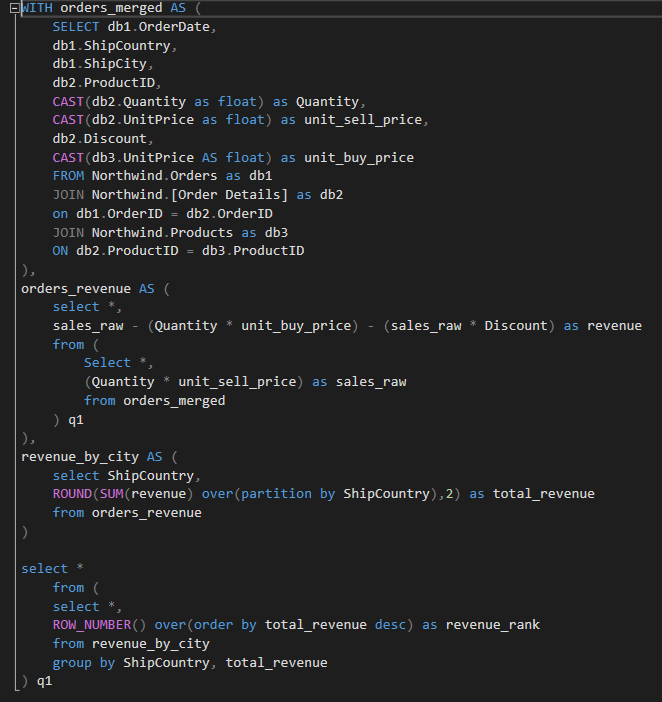 WITH orders_merged AS (
SELECT db1.OrderDate,
db1.ShipCountry,
db1.ShipCity,
db2.ProductID,
CAST(db2.Quantity as float) as Quantity,
CAST(db2.UnitPrice as float) as unit_sell_price,
db2.Discount,
CAST(db3.UnitPrice AS float) as unit_buy_price
FROM Northwind.Orders as db1
JOIN Northwind.[Order Details] as db2
on db1.OrderID = db2.OrderID
JOIN Northwind.Products as db3
ON db2.ProductID = db3.ProductID
),
orders_revenue AS (
select *,
sales_raw - (Quantity * unit_buy_price) - (sales_raw * Discount) as revenue
from (
Select *,
(Quantity * unit_sell_price) as sales_raw
from orders_merged
) q1
),
revenue_by_city AS (
select ShipCountry,
ROUND(SUM(revenue) over(partition by ShipCountry),2) as total_revenue
from orders_revenue
)
select *
from (
select *,
ROW_NUMBER() over(order by total_revenue desc) as revenue_rank
from revenue_by_city
group by ShipCountry, total_revenue
) q1